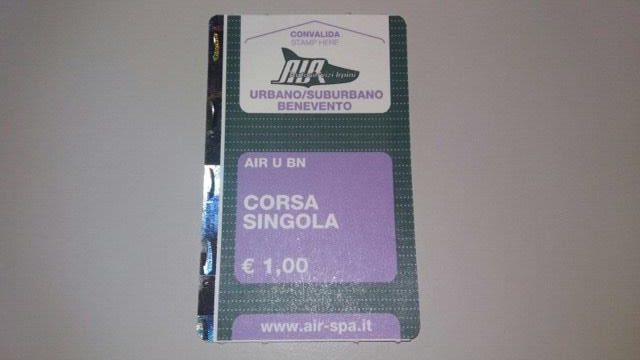 CONVALIDA
STAMP HERE
AIR
URBANO/SUBURBANO
BENEVENTO
AIR U BN
CORSA
SINGOLA
€ 1,00
www.air-spa.it